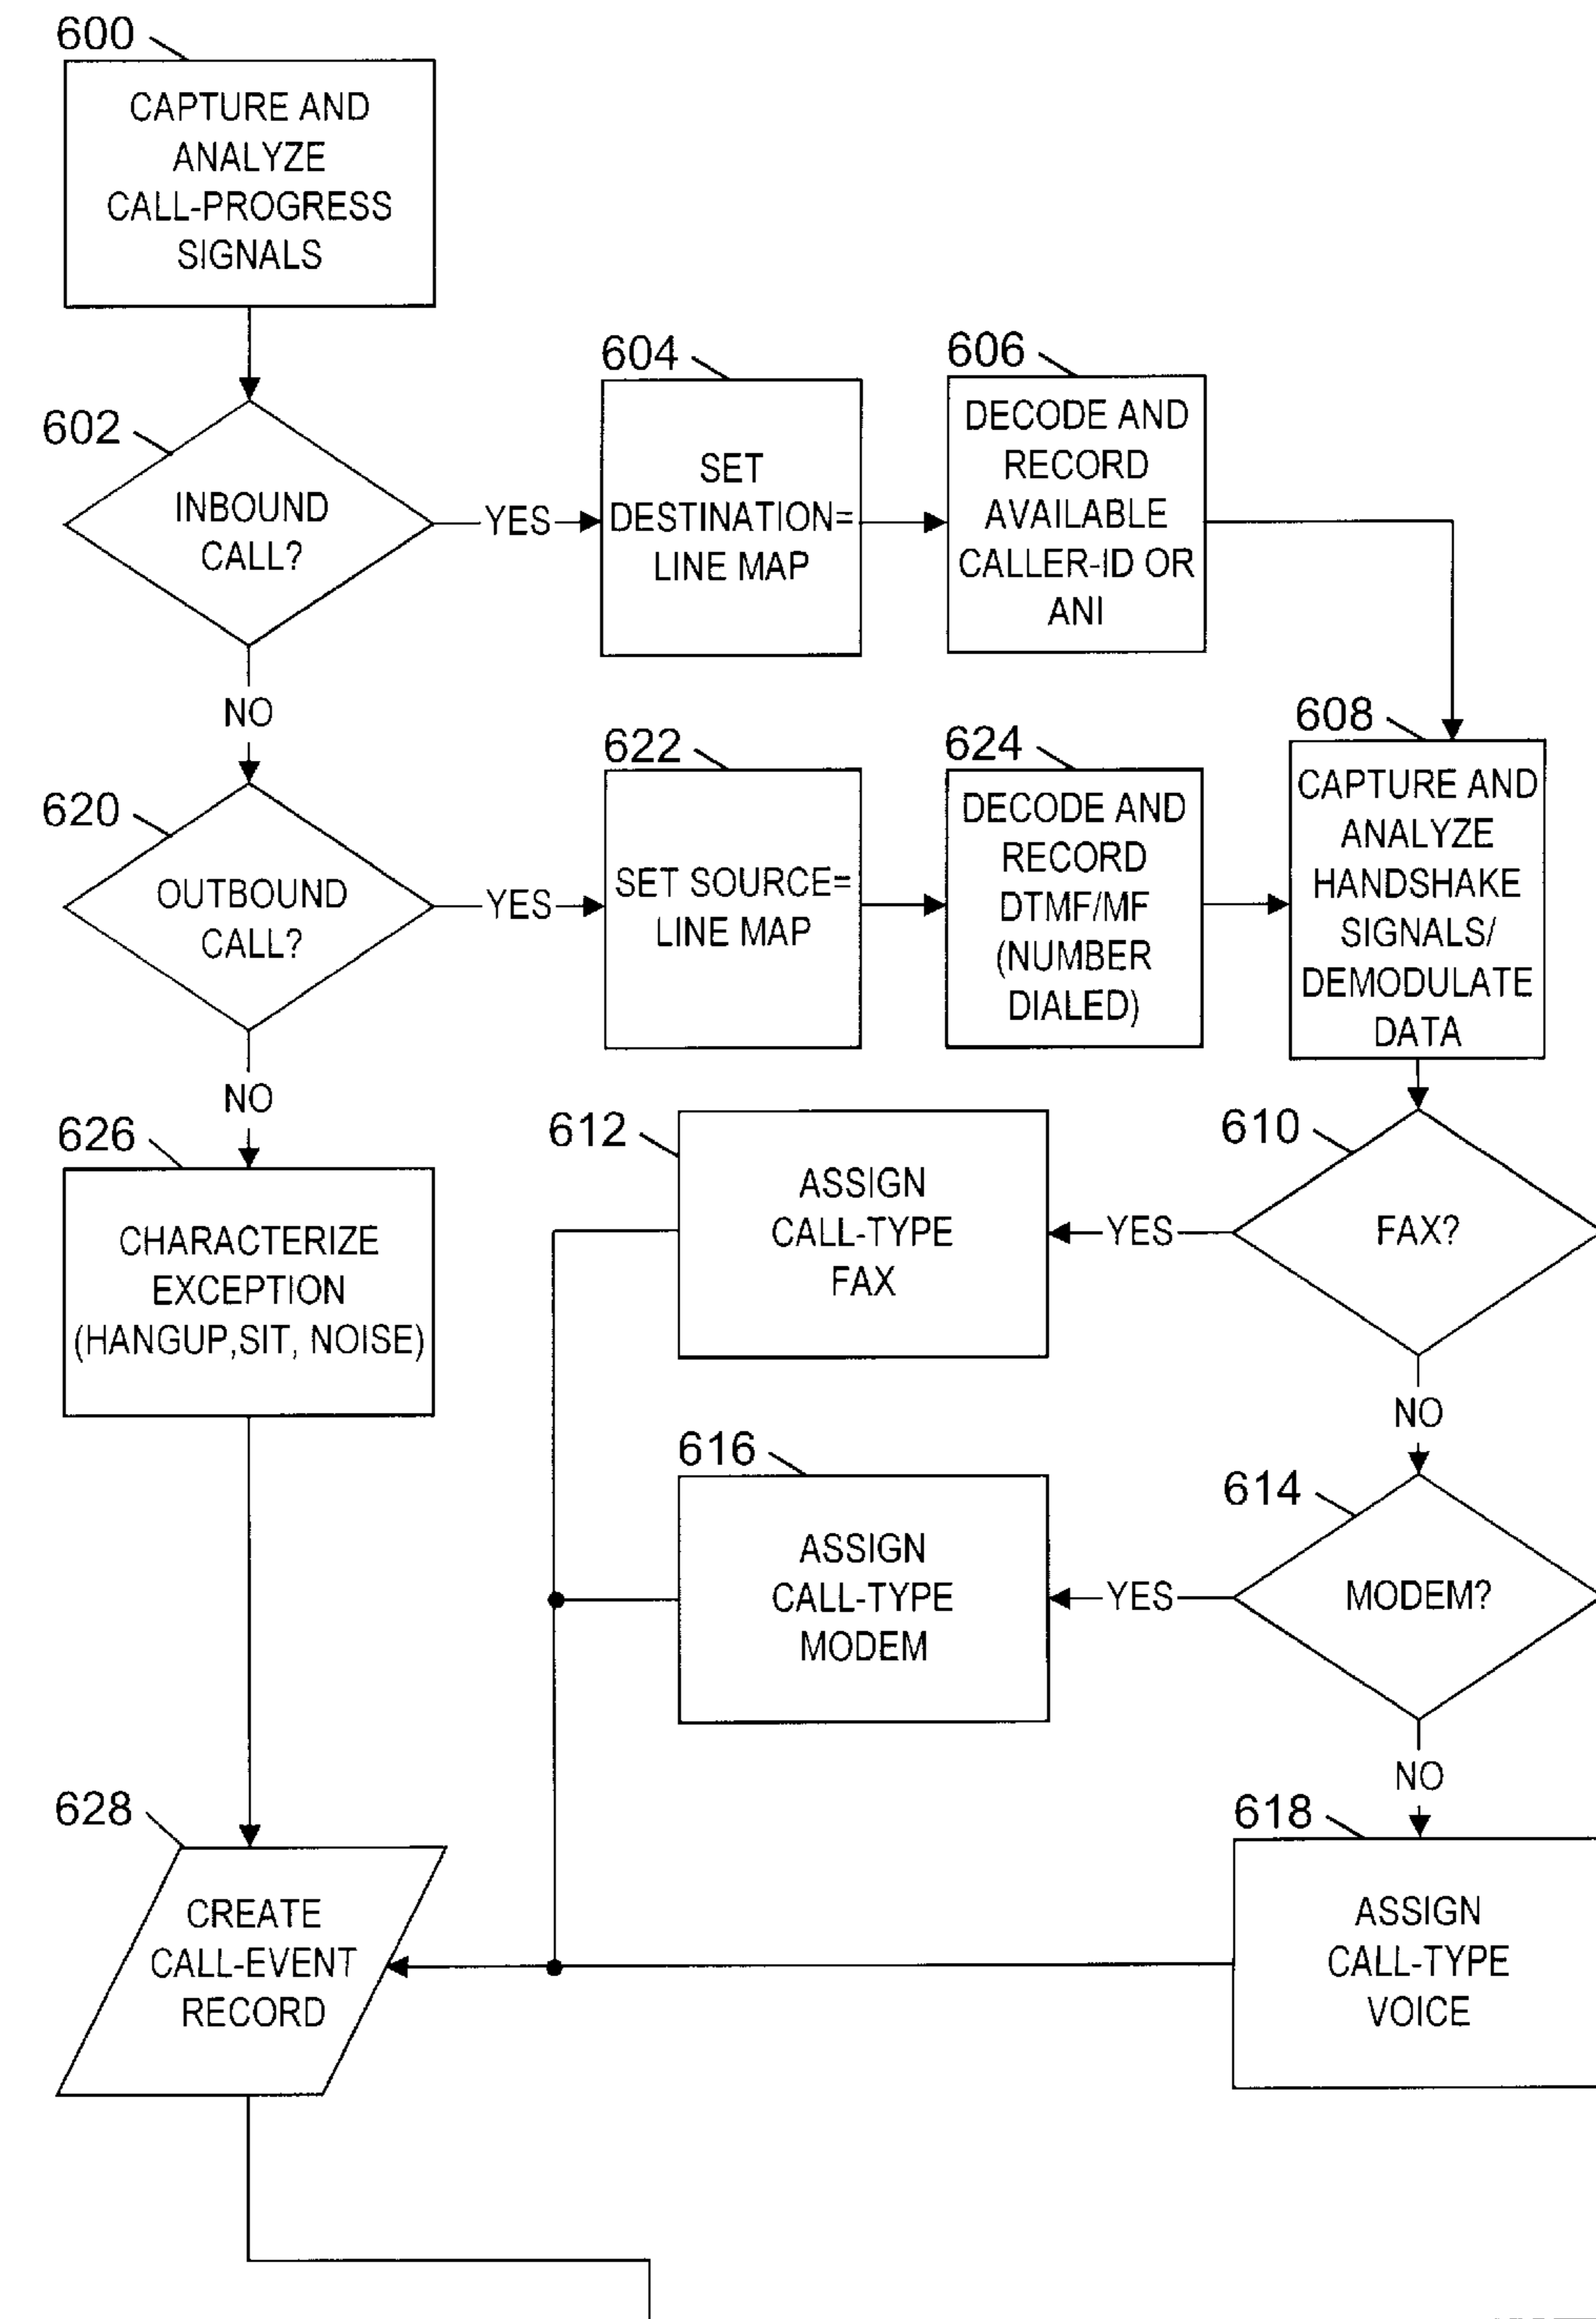 600
CAPTURE AND
ANALYZE
CALL-PROGRESS
SIGNALS
602
INBOUND
CALL?
YES
604
SET
DESTINATION=
LINE MAP
606
DECODE AND
RECORD
AVAILABLE
CALLER-ID OR
ANI
NO
620
OUTBOUND
CALL?
YES
622
SET SOURCE=
LINE MAP
624
DECODE AND
RECORD
DTMF/MF
(NUMBER
DIALED)
608
CAPTURE AND
ANALYZE
HANDSHAKE
SIGNALS/
DEMODULATE
DATA
NO
626
CHARACTERIZE
EXCEPTION
(HANGUP,SIT, NOISE)
612
ASSIGN
CALL-TYPE
FAX
YES
610
FAX?
NO
616
ASSIGN
CALL-TYPE
MODEM
YES
614
MODEM?
NO
628
CREATE
CALL-EVENT
RECORD
618
ASSIGN
CALL-TYPE
VOICE